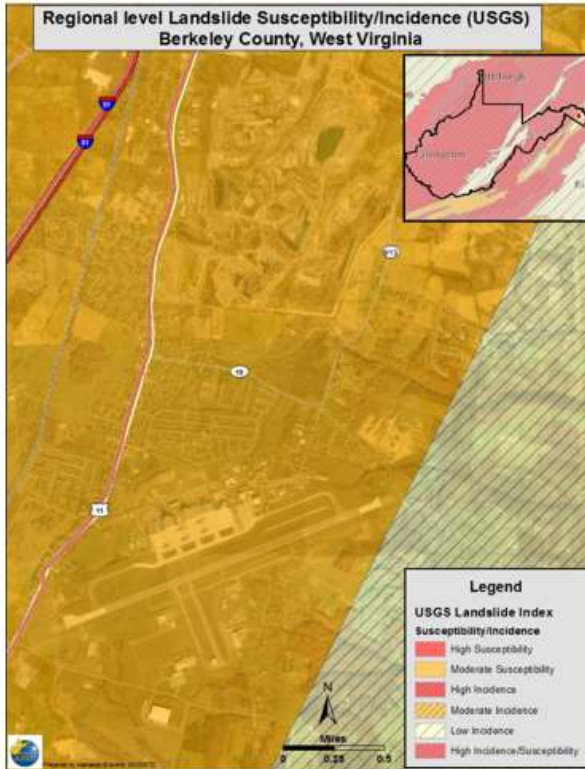 Regional level Landslide Susceptibility/Incidence (USGS)
Berkeley County, West Virginia
81
81
11
N
Miles
0 0.25 0.5
Legend
USGS Landslide Index
Susceptibility/Incidence
High Susceptibility
Moderate Susceptibility
High Incidence
Moderate Incidence
Low Incidence
High Incidence/Susceptibility